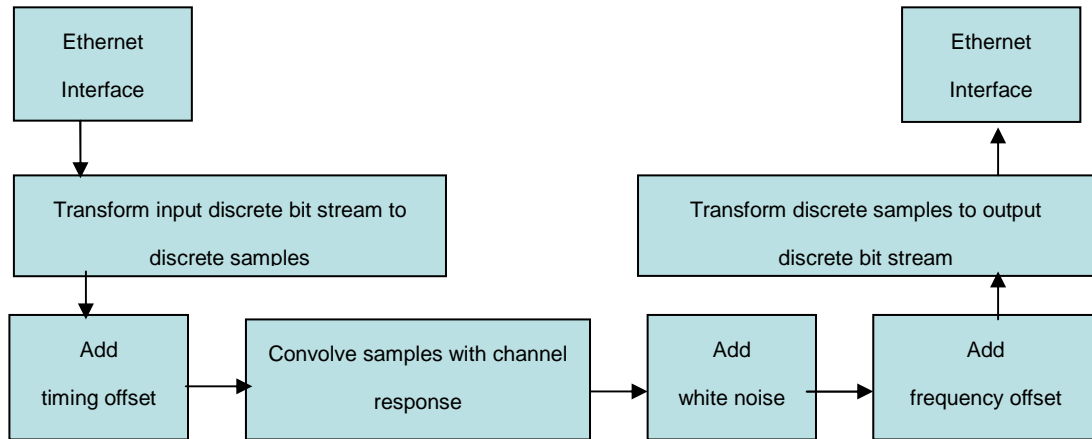 Ethernet
Interface
Ethernet
Interface
Transform input discrete bit stream to
discrete samples
Transform discrete samples to output
discrete bit stream
Add
timing offset
Convolve samples with channel
response
Add
white noise
Add
frequency offset